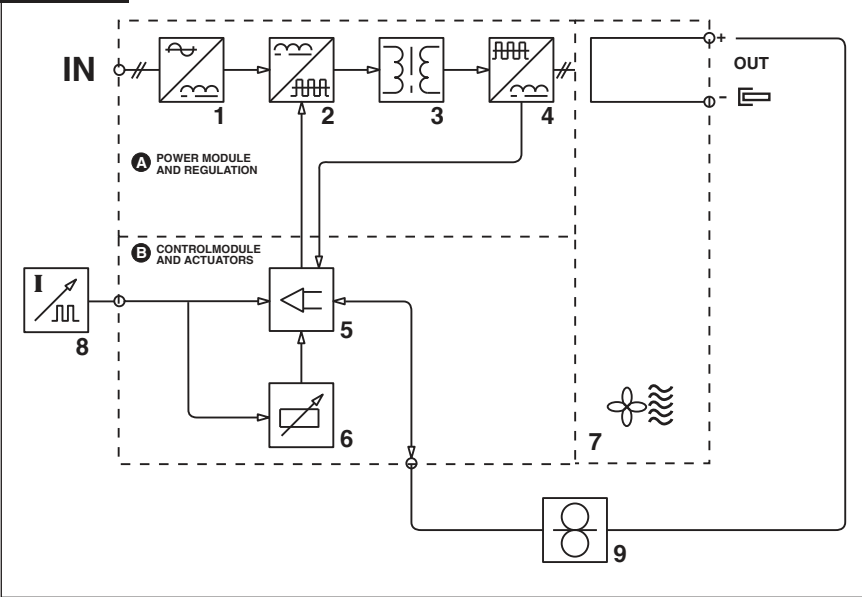 IN
1
2
3
4
+
OUT
-
A POWER MODULE
AND REGULATION
B CONTROLMODULE
AND ACTUATORS
I
8
5
6
7
9